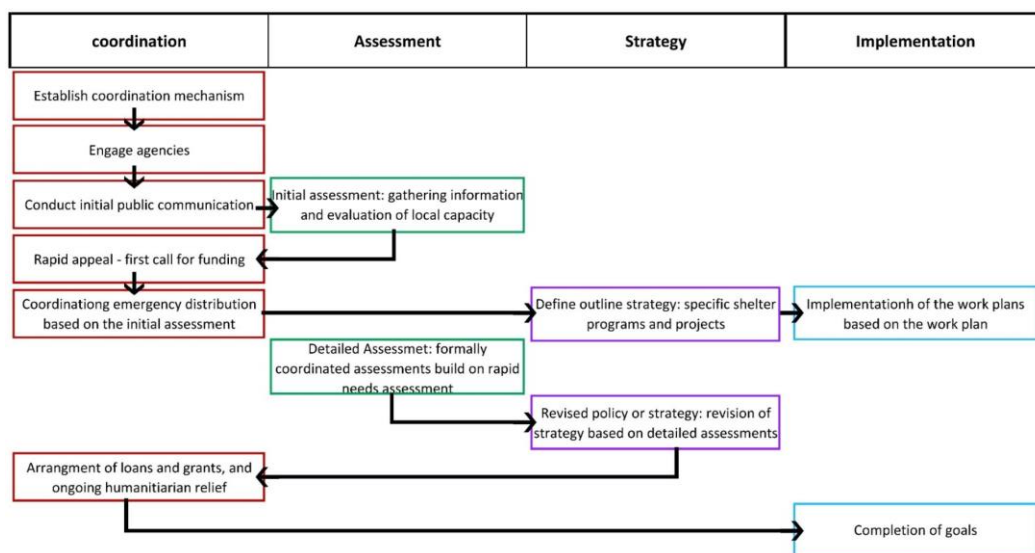 coordination
Assessment
Strategy
Implementation
Establish coordination mechanism
Engage agencies
Conduct initial public communication
Initial assessment: gathering information
and evaluation of local capacity
Rapid appeal - first call for funding
Coordinationg emergency distribution
based on the initial assessment
Define outline strategy: specific shelter
programs and projects
Implementationh of the work plans
based on the work plan
Detailed Assessmet: formally
coordinated assessments build on rapid
needs assessment
Revised policy or strategy: revision of
strategy based on detailed assessments
Arrangment of loans and grants, and
ongoing humanitiarian relief
Completion of goals